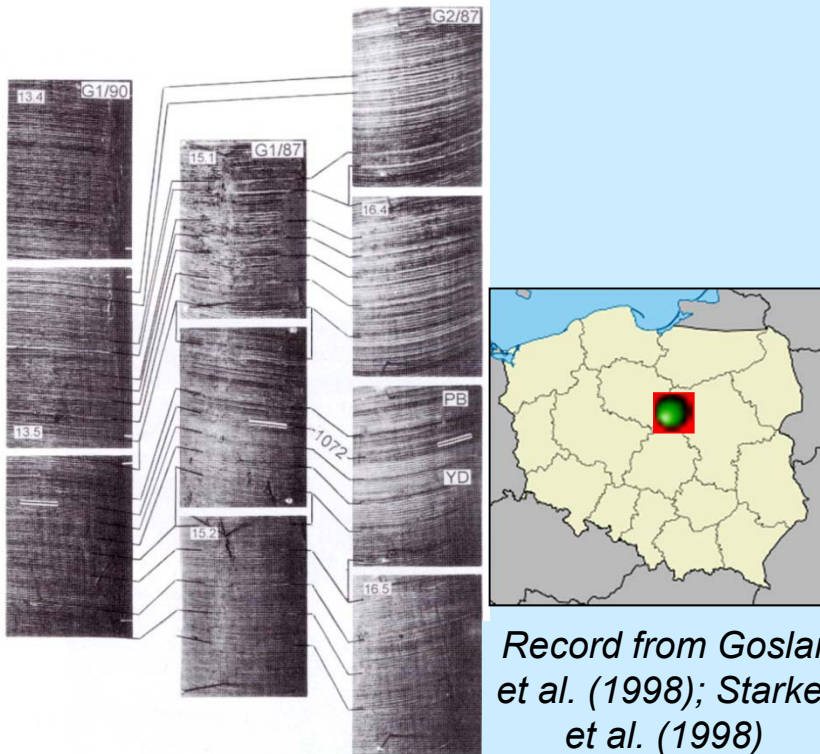 G2/87
13.4
G1/90
15.1
G1/87
16.4
13.5
PB
1072
YD
15.2
16.5
Record from Goslar
et al. (1998); Starke
et al. (1998)